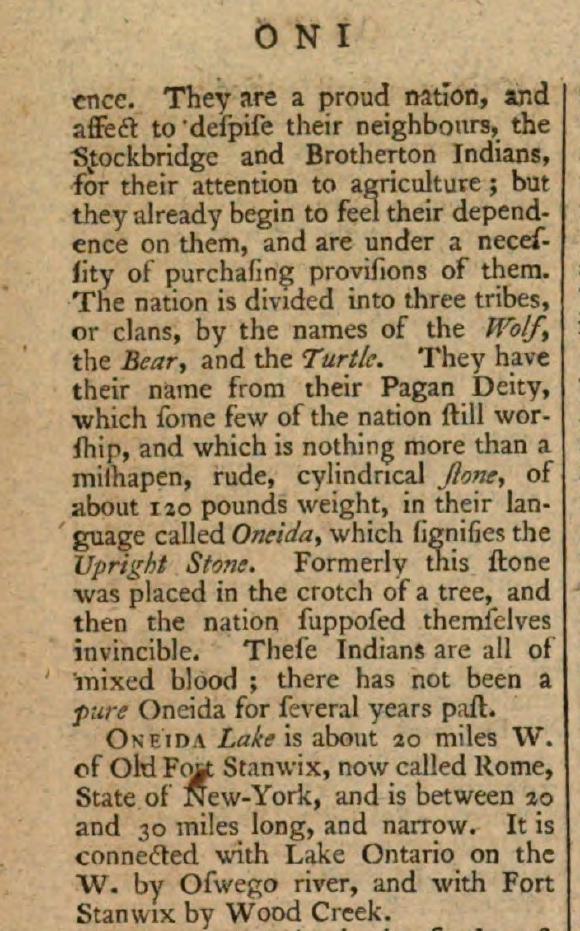 O N I
ence. They are a proud nation, and
affect to deſpiſe their neighbours, the
Stockbridge and Brotherton Indians,
for their attention to agriculture ; but
they already begin to feel their depend-
ence on them, and are under a neceſ-
ſity of purchaſing proviſions of them.
The nation is divided into three tribes,
or clans, by the names of the Wolf,
the Bear, and the Turtle. They have
their name from their Pagan Deity,
which ſome few of the nation ſtill wor-
ſhip, and which is nothing more than a
miſhapen, rude, cylindrical ſtone, of
about 120 pounds weight, in their lan-
guage called Oneida, which ſignifies the
Upright Stone. Formerly this ſtone
was placed in the crotch of a tree, and
then the nation ſuppoſed themſelves
invincible. Theſe Indians are all of
mixed blood ; there has not been a
pure Oneida for ſeveral years paſt.
ONEIDA Lake is about 20 miles W.
of Old Fort Stanwix, now called Rome,
State of New-York, and is between 20
and 30 miles long, and narrow. It is
connected with Lake Ontario on the
W. by Oſwego river, and with Fort
Stanwix by Wood Creek.